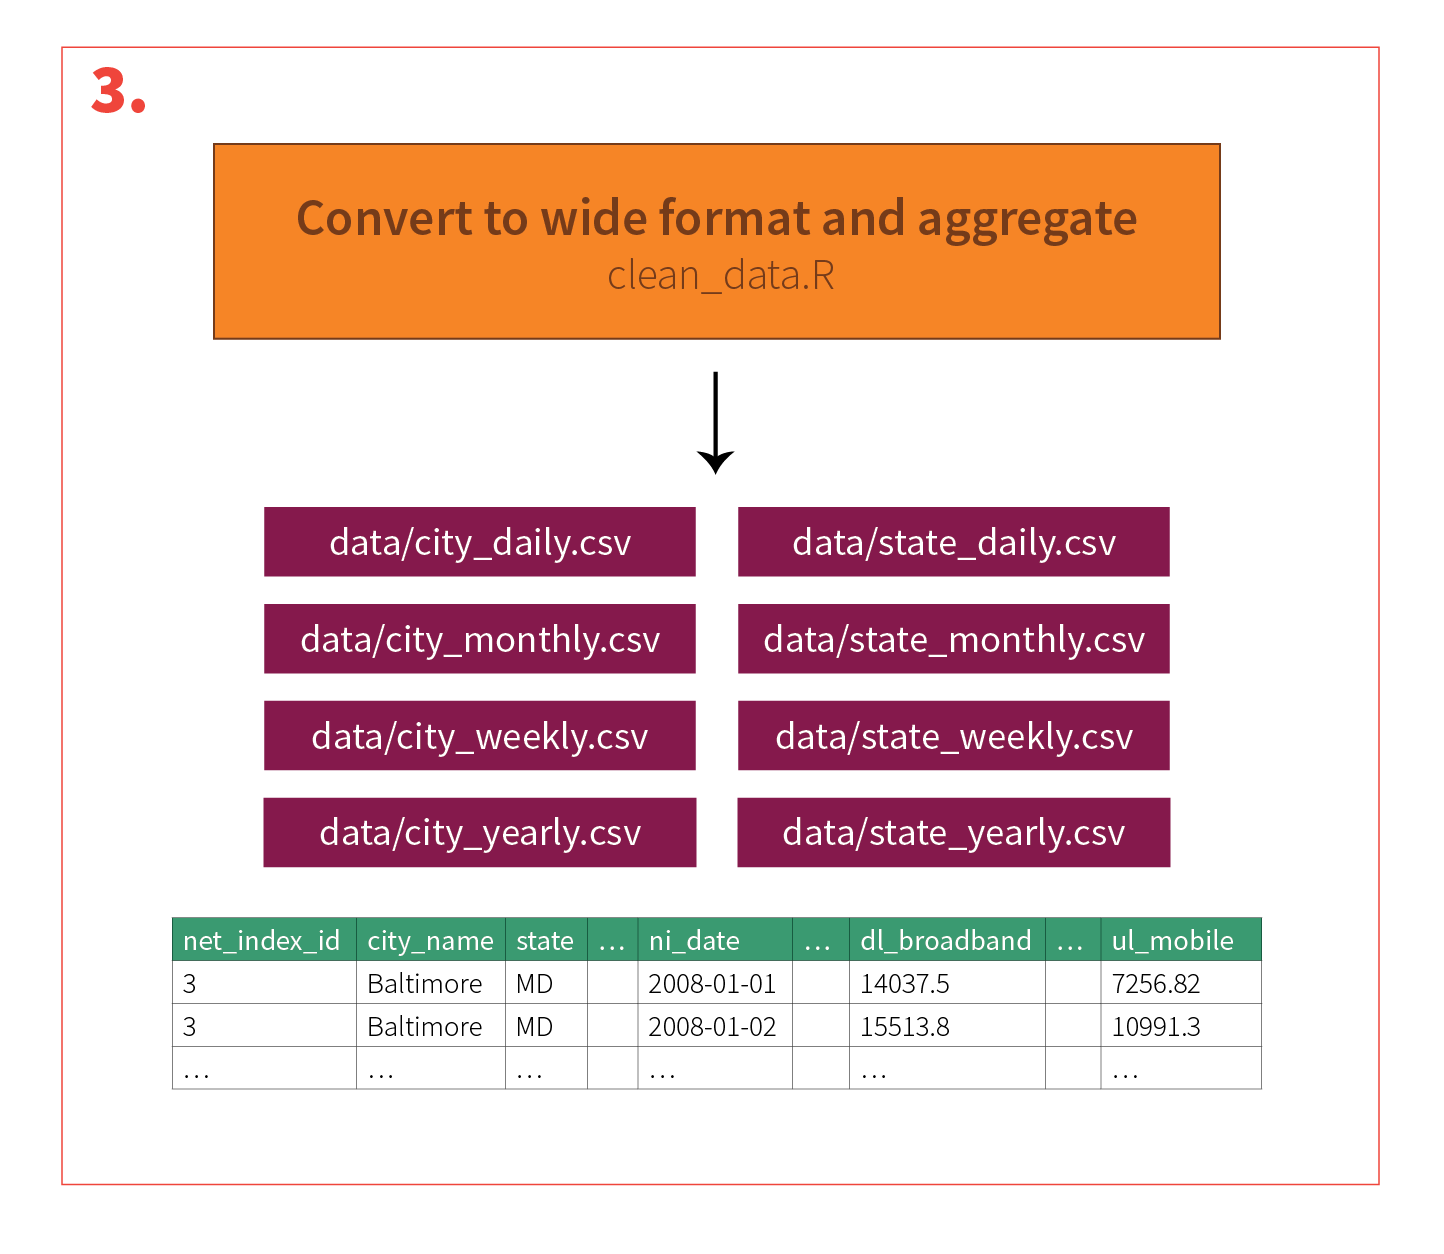 3.
Convert to wide format and aggregate
clean_data.R
data/city_daily.csv data/state_daily.csv
data/city_monthly.csv data/state_monthly.csv
data/city_weekly.csv data/state_weekly.csv
data/city_yearly.csv data/state_yearly.csv
net_index_id city_name state ... ni_date ... dl_broadband ... ul_mobile
3 Baltimore MD 2008-01-01 14037.5 7256.82
3 Baltimore MD 2008-01-02 15513.8 10991.3
... ... ... ... ... ...